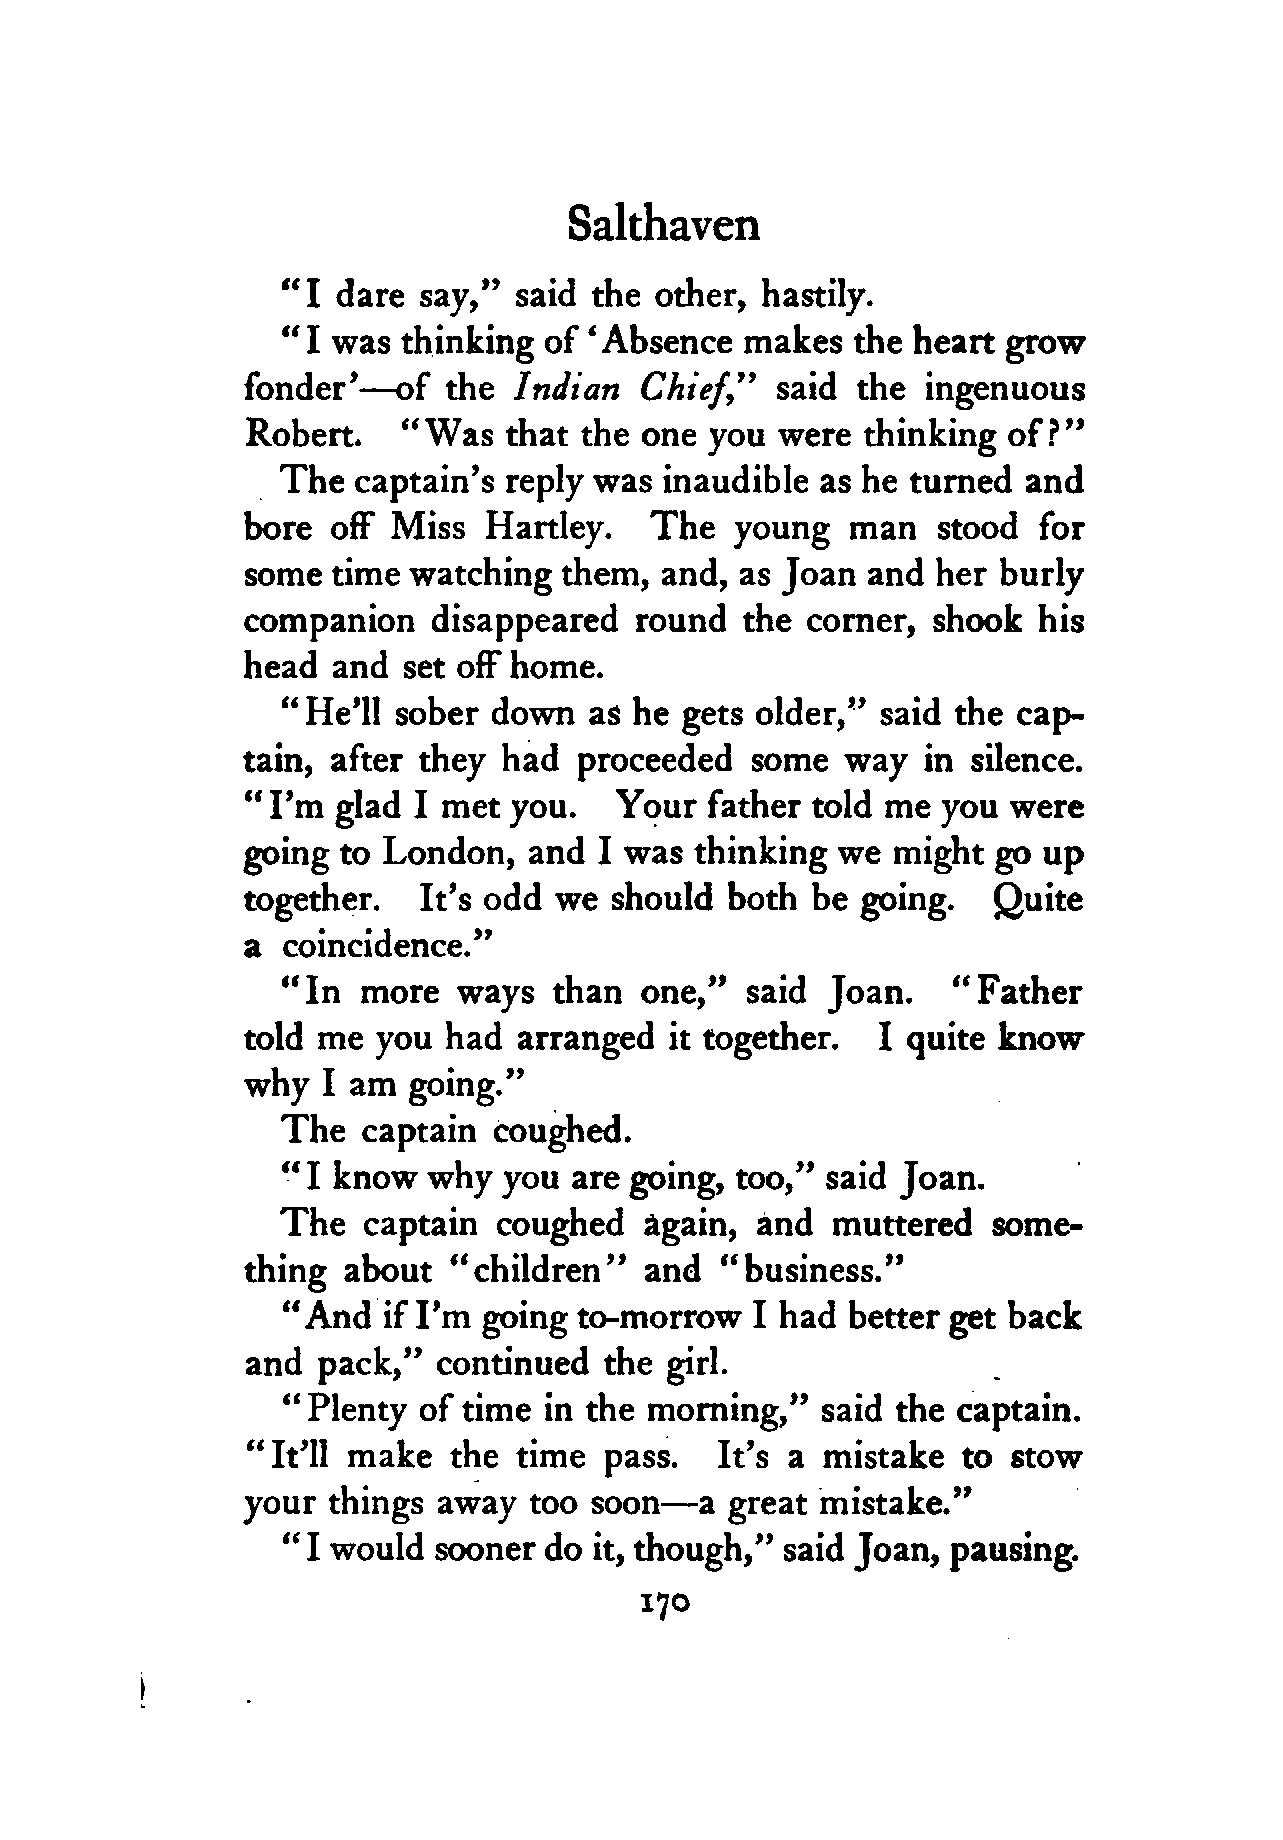 Salthaven
“I dare say,” said the other, hastily.
“I was thinking of ‘Absence makes the heart grow
fonder’—of the Indian Chief,” said the ingenuous
Robert. “Was that the one you were thinking of?”
The captain’s reply was inaudible as he turned and
bore off Miss Hartley. The young man stood for
some time watching them, and, as Joan and her burly
companion disappeared round the corner, shook his
head and set off home.
“He’ll sober down as he gets older,” said the cap-
tain, after they had proceeded some way in silence.
“I’m glad I met you. Your father told me you were
going to London, and I was thinking we might go up
together. It’s odd we should both be going. Quite
a coincidence.”
“In more ways than one,” said Joan. “Father
told me you had arranged it together. I quite know
why I am going.”
The captain coughed.
“I know why you are going, too,” said Joan.
The captain coughed again, and muttered some-
thing about “children” and “business.”
“And if I’m going to-morrow I had better get back
and pack,” continued the girl.
“Plenty of time in the morning,” said the captain.
“It’ll make the time pass. It’s a mistake to stow
your things away too soon—a great mistake.”
“I would sooner do it, though,” said Joan, pausing.
170